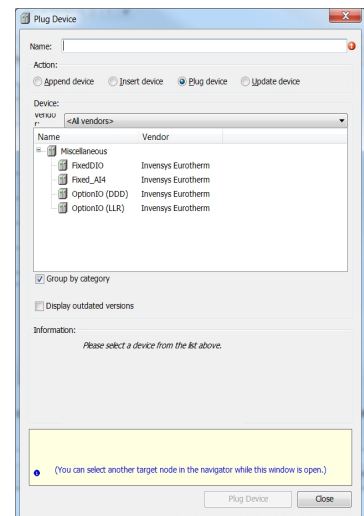 Plug Device
Name:
Action:
Append device Insert device Plug device Update device
Device:
Vendo
r: <All vendors>
Name Vendor
Miscellaneous
FixedDIO Invensys Eurotherm
Fixed_AI4 Invensys Eurotherm
OptionIO (DDD) Invensys Eurotherm
OptionIO (LLR) Invensys Eurotherm
Group by category
Display outdated versions
Information:
Please select a device from the list above.
(You can select another target node in the navigator while this window is open.)
Plug Device Close